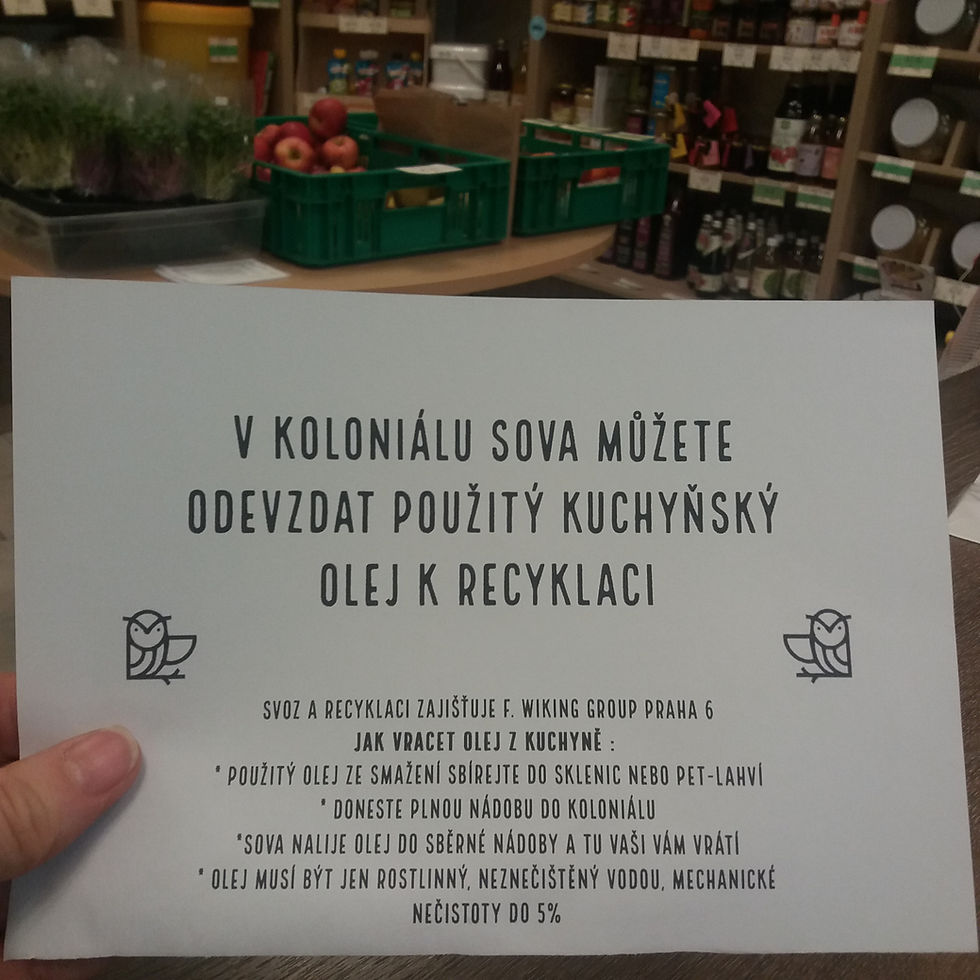 V KOLONIÁLU SOVA MŮŽETE
ODEVZDAT POUŽITÝ KUCHYŇSKÝ
OLEJ K RECYKLACI
SVOZ A RECYKLACI ZAJIŠŤUJE F. WIKING GROUP PRAHA 6
JAK VRACET OLEJ Z KUCHYNĚ :
* POUŽITÝ OLEJ ZE SMAŽENÍ SBÍREJTE DO SKLENIC NEBO PET-LAHVÍ
* DONESTE PLNOU NÁDOBU DO KOLONIÁLU
*SOVA NALIJE OLEJ DO SBĚRNÉ NÁDOBY A TU VAŠI VÁM VRÁTÍ
* OLEJ MUSÍ BÝT JEN ROSTLINNÝ, NEZNEČIŠTĚNÝ VODOU, MECHANICKÉ
NEČISTOTY DO 5%